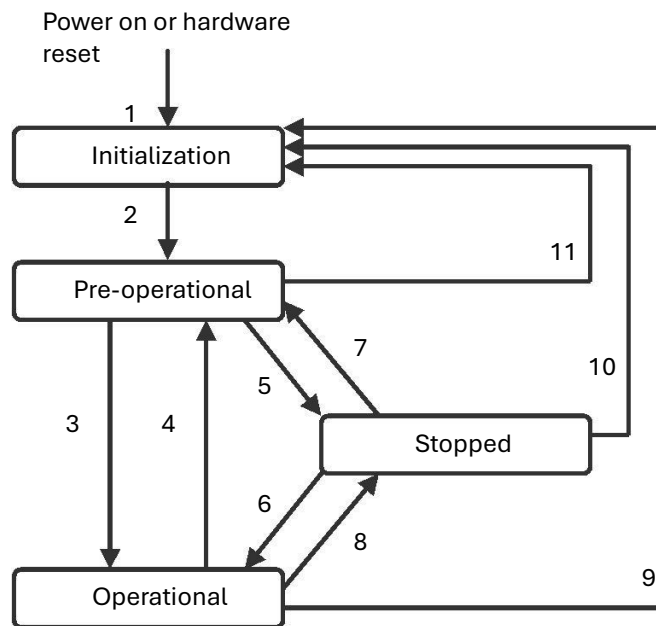 Power on or hardware
reset
1
Initialization
2
11
Pre-operational
7
10
5
3
4
Stopped
6
8
9
Operational